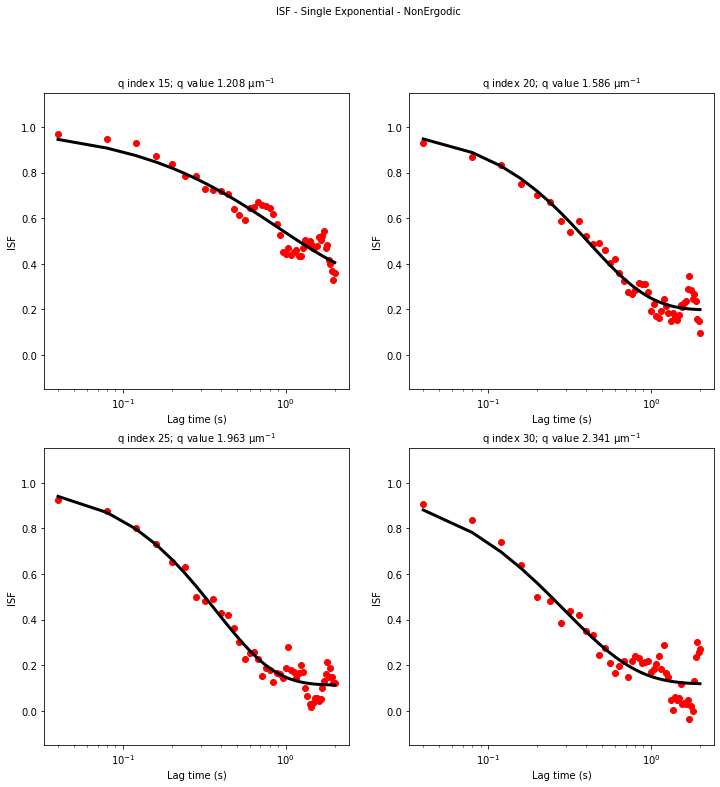 ISF - Single Exponential - NonErgodic
q index 15; q value 1.208 μm⁻¹
q index 20; q value 1.586 μm⁻¹
1.0
0.8
0.6
0.4
0.2
0.0
ISF
10⁻¹
10⁰
Lag time (s)
1.0
0.8
0.6
0.4
0.2
0.0
ISF
10⁻¹
10⁰
Lag time (s)
q index 25; q value 1.963 μm⁻¹
q index 30; q value 2.341 μm⁻¹
1.0
0.8
0.6
0.4
0.2
0.0
ISF
10⁻¹
10⁰
Lag time (s)
1.0
0.8
0.6
0.4
0.2
0.0
ISF
10⁻¹
10⁰
Lag time (s)